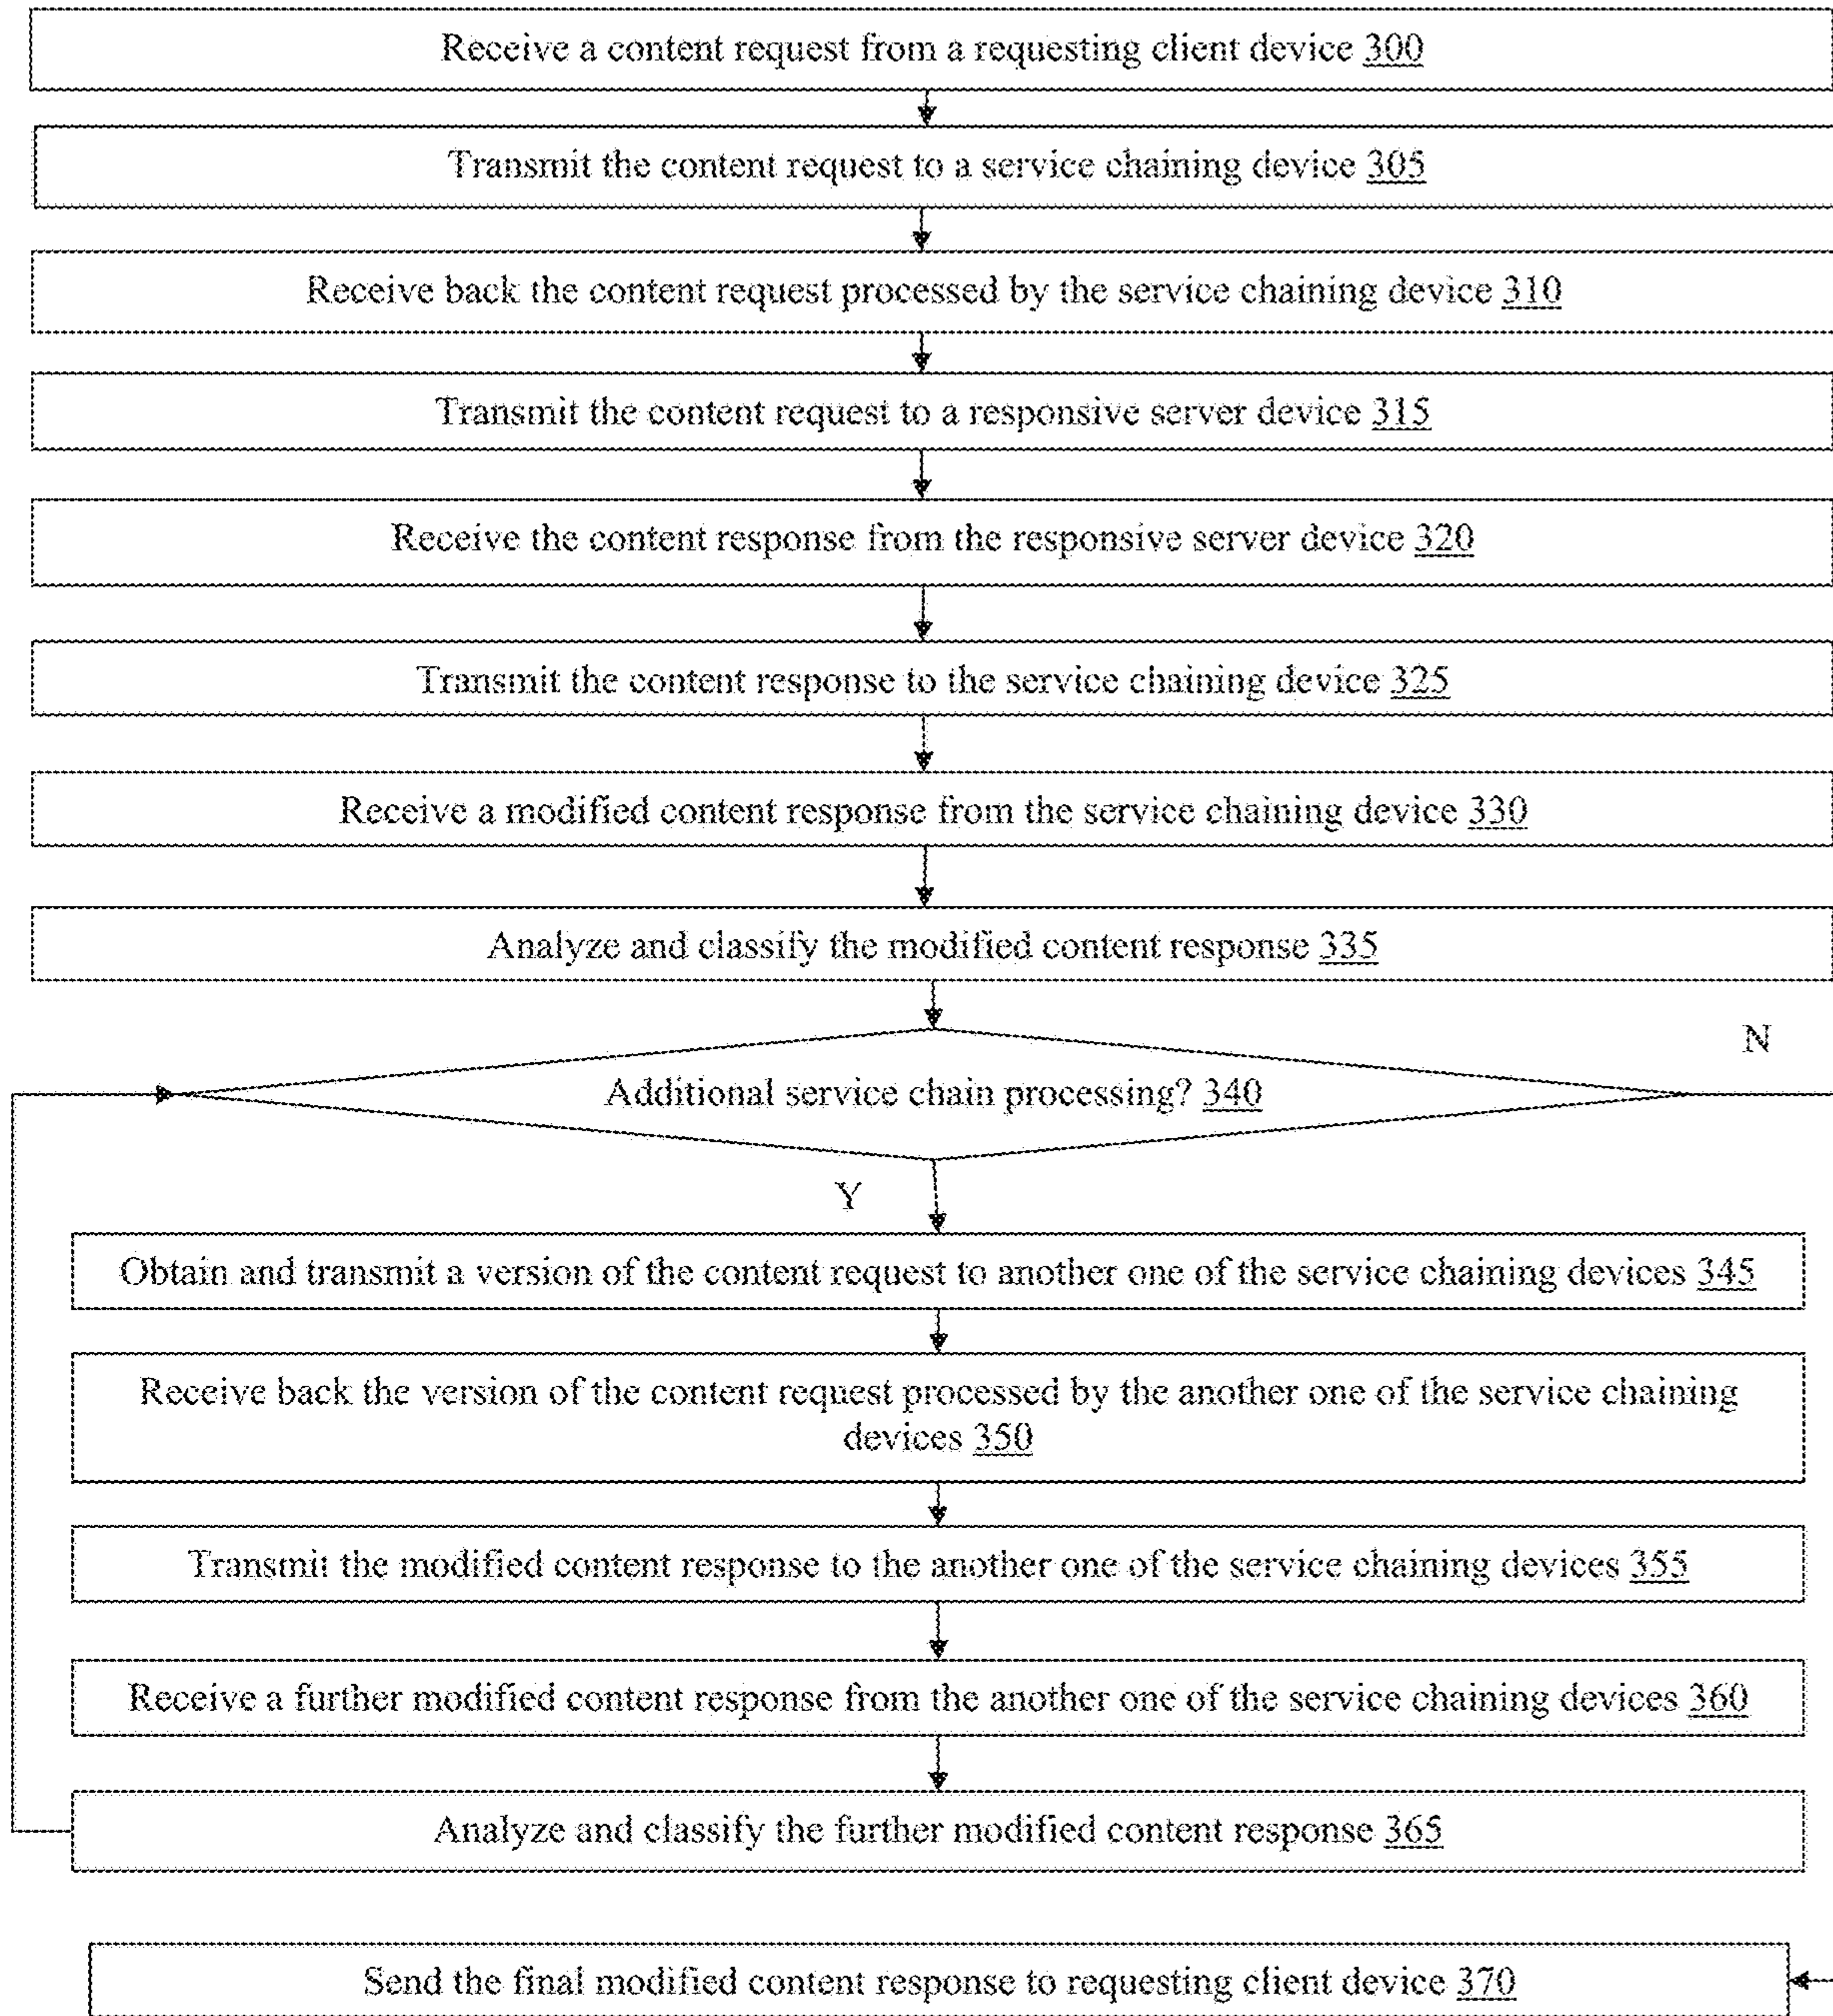 Receive a content request from a requesting client device 300
Transmit the content request to a service chaining device 305
Receive back the content request processed by the service chaining device 310
Transmit the content request to a responsive server device 315
Receive the content response from the responsive server device 320
Transmit the content response to the service chaining device 325
Receive a modified content response from the service chaining device 330
Analyze and classify the modified content response 335
N
Additional service chain processing? 340
Y
Obtain and transmit a version of the content request to another one of the service chaining devices 345
Receive back the version of the content request processed by the another one of the service chaining
devices 350
Transmit the modified content response to the another one of the service chaining devices 355
Receive a further modified content response from the another one of the service chaining devices 360
Analyze and classify the further modified content response 365
Send the final modified content response to requesting client device 370